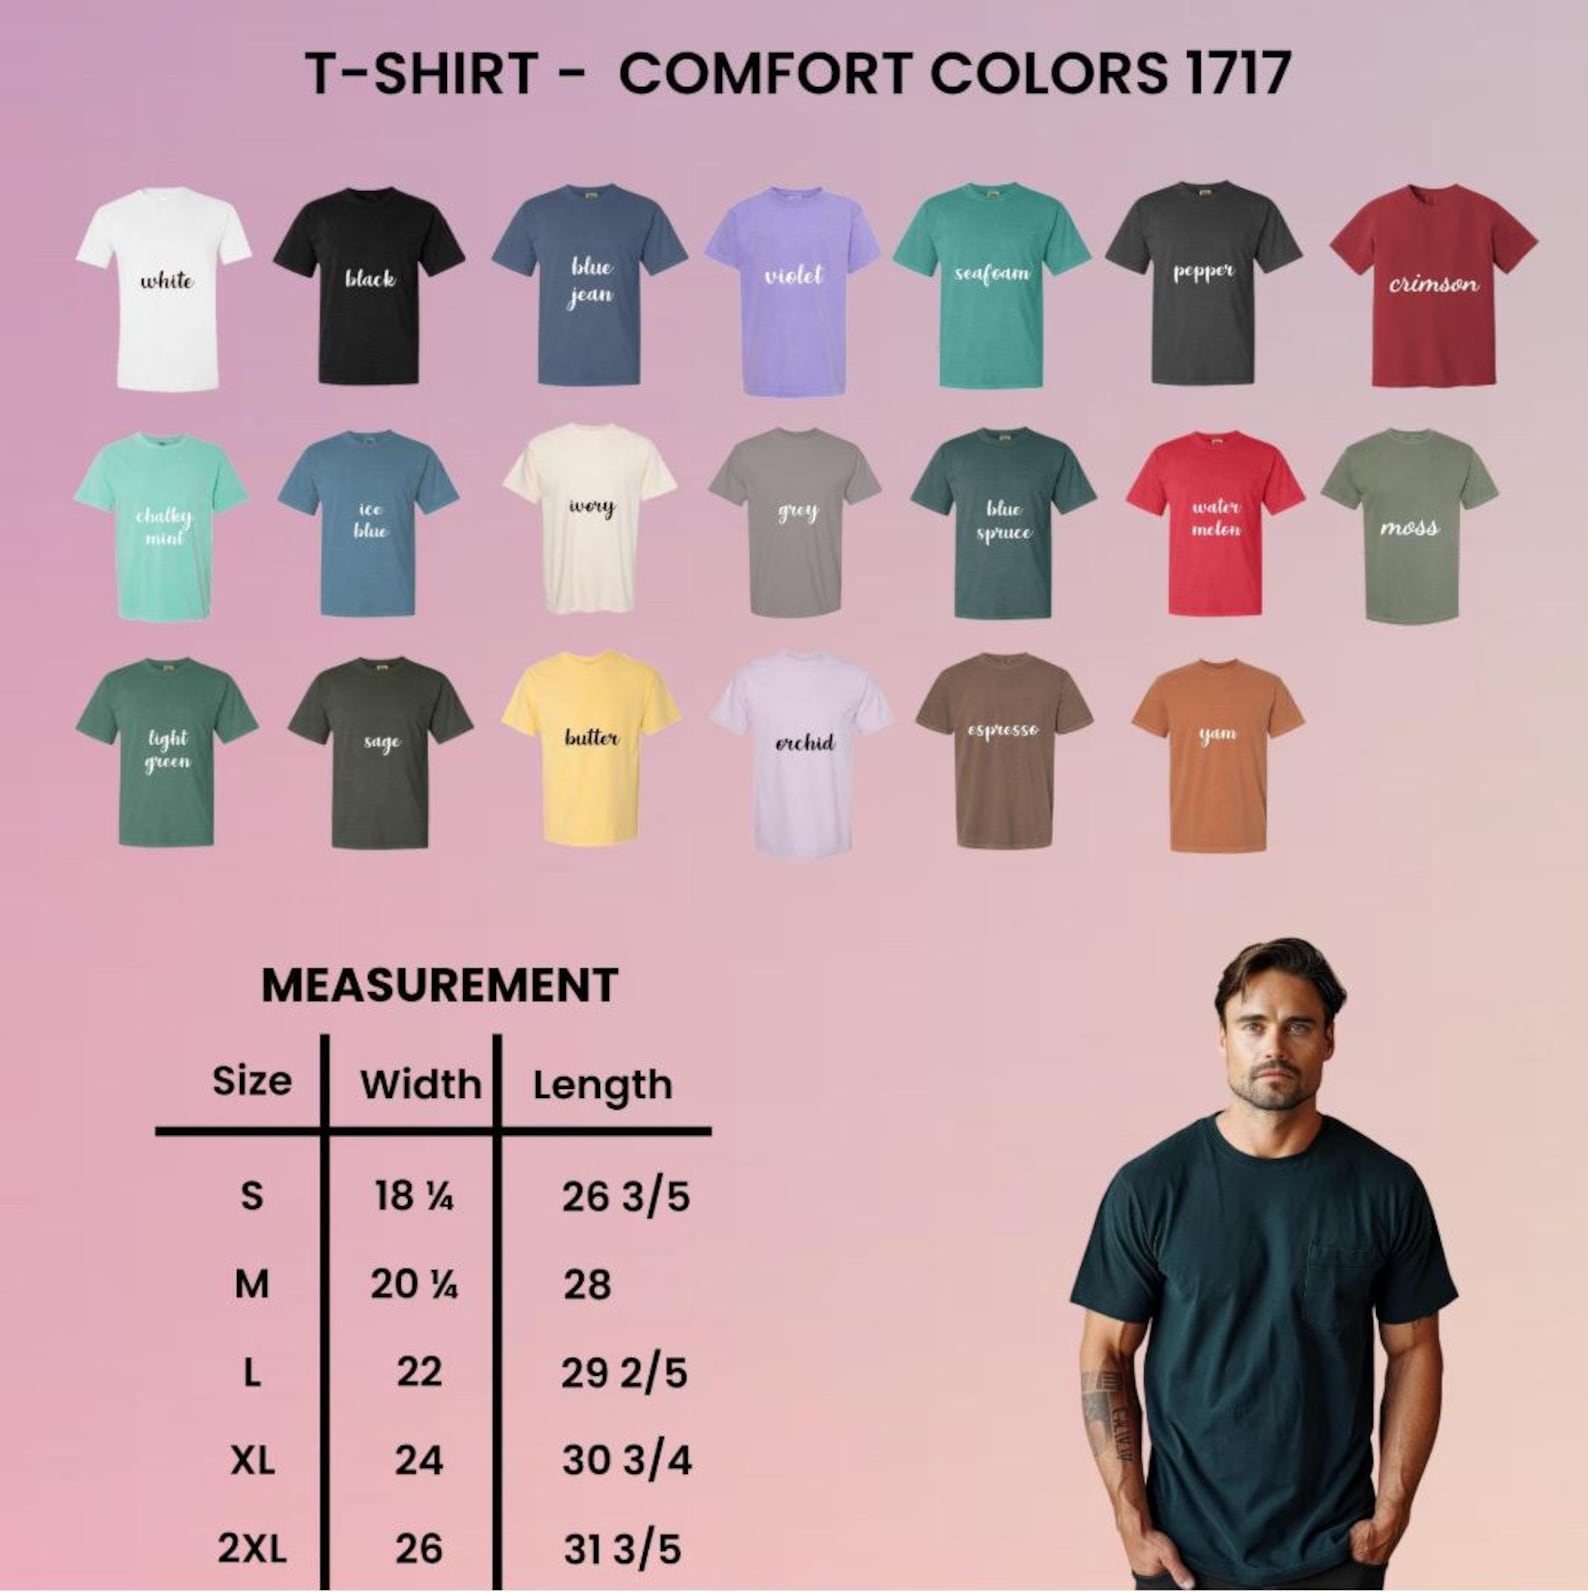 T-SHIRT - COMFORT COLORS 1717
white
black
blue
jean
violet
seafoam
pepper
crimson
chalky
mint
ice
blue
ivory
grey
blue
spruce
water
melon
moss
light
green
sage
butter
orchid
espresso
yam
MEASUREMENT
Size Width Length
S 18 ¼ 26 3/5
M 20 ¼ 28
L 22 29 2/5
XL 24 30 3/4
2XL 26 31 3/5